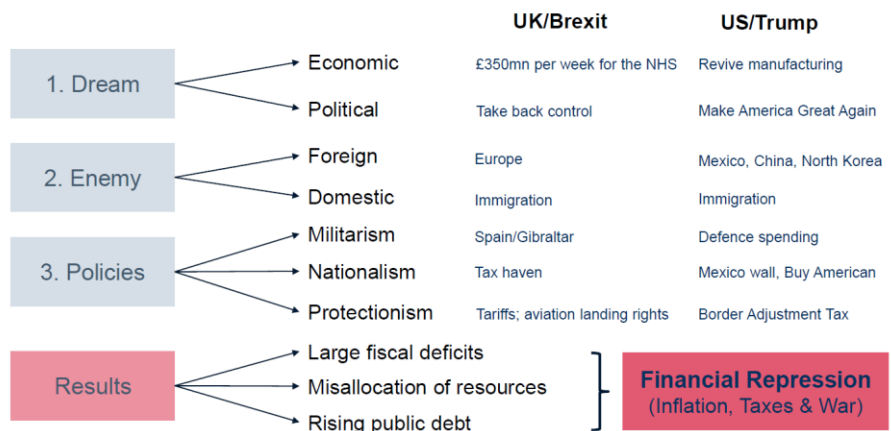 UK/Brexit US/Trump
1. Dream
Economic £350mn per week for the NHS Revive manufacturing
Political Take back control Make America Great Again
2. Enemy
Foreign Europe Mexico, China, North Korea
Domestic Immigration Immigration
3. Policies
Militarism Spain/Gibraltar Defence spending
Nationalism Tax haven Mexico wall, Buy American
Protectionism Tariffs; aviation landing rights Border Adjustment Tax
Results
Large fiscal deficits
Misallocation of resources
Rising public debt
Financial Repression
(Inflation, Taxes & War)